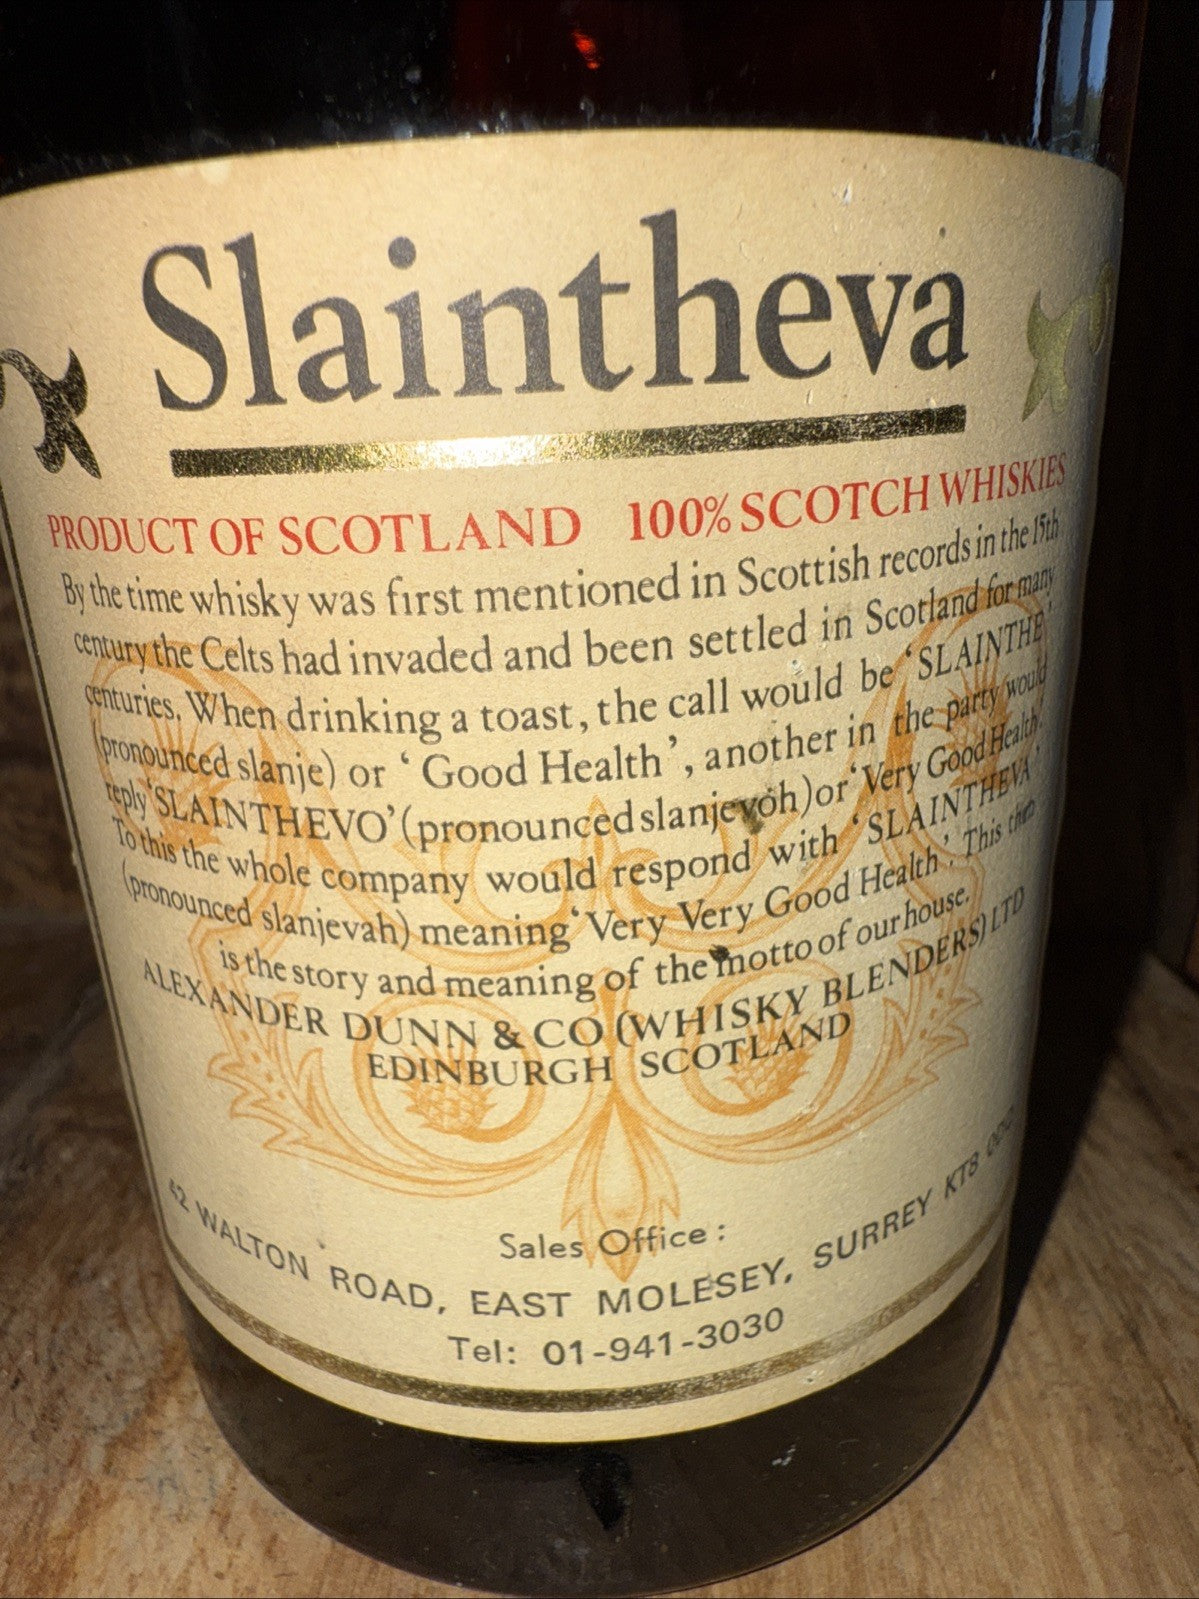 Slaintheva
PRODUCT OF SCOTLAND 100% SCOTCH WHISKIES
By the time whisky was first mentioned in Scottish records in the 15th
century the Celts had invaded and been settled in Scotland for many
centuries. When drinking a toast, the call would be ‘SLAINTHE’
(pronounced slanje) or ‘Good Health’, another in the party would
reply ‘SLAINTHEVO’ (pronounced slanjevoh) or ‘Very Good Health’.
To this the whole company would respond with ‘SLAINTHEVA’
(pronounced slanjevah) meaning ‘Very Very Good Health’. This then
is the story and meaning of the motto of our house.
ALEXANDER DUNN & CO (WHISKY BLENDERS) LTD
EDINBURGH SCOTLAND
Sales Office :
42 WALTON ROAD, EAST MOLESEY, SURREY KT8
Tel: 01-941-3030